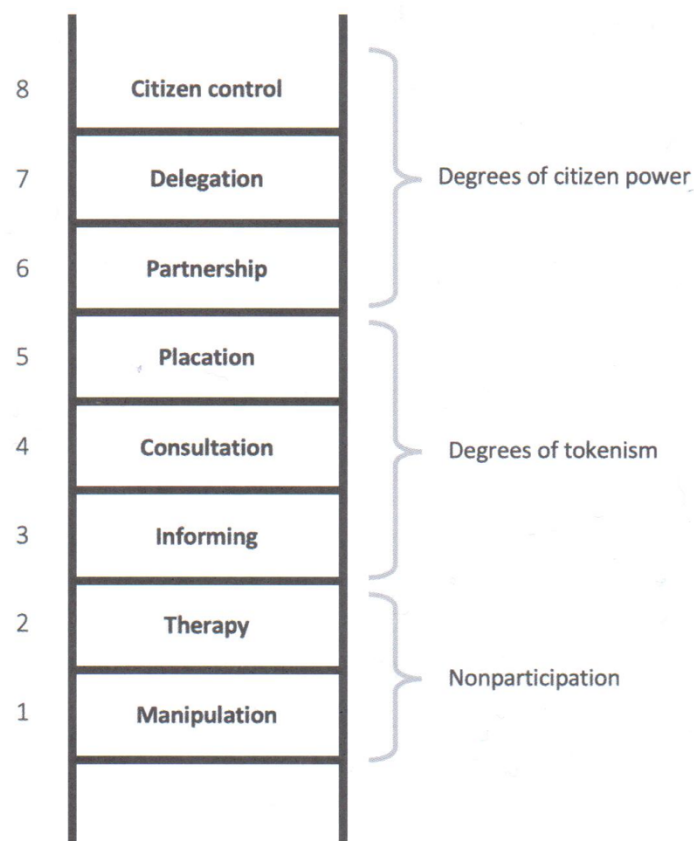 8 Citizen control
7 Delegation
Degrees of citizen power
6 Partnership
5 Placation
4 Consultation
Degrees of tokenism
3 Informing
2 Therapy
Nonparticipation
1 Manipulation